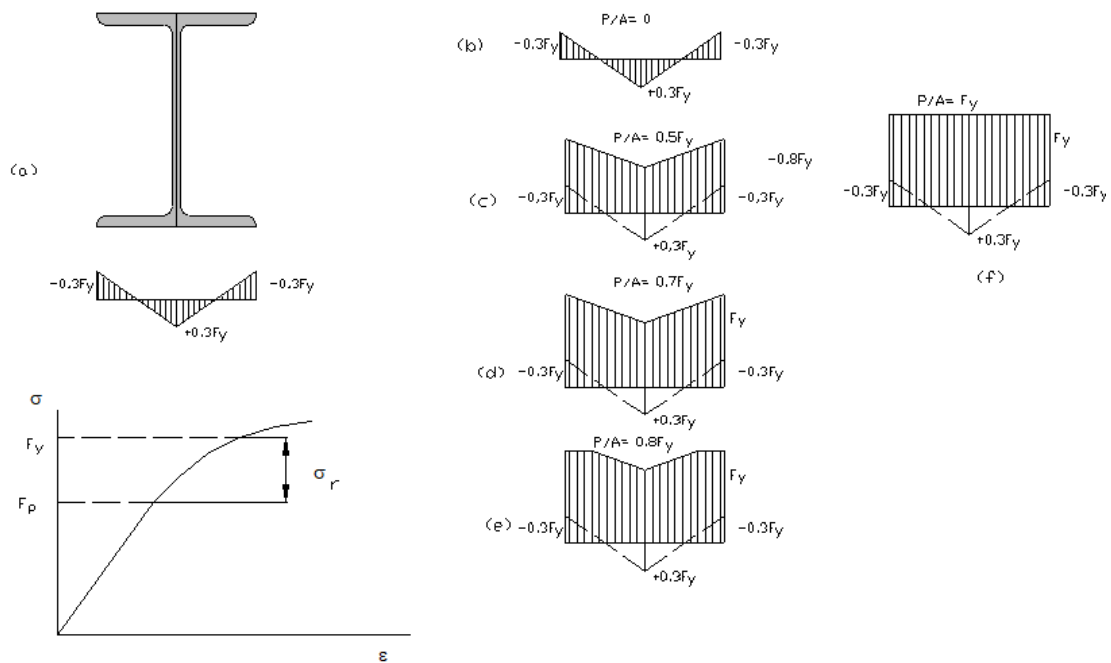 (a)
-0.3Fy
-0.3Fy
+0.3Fy
σ
Fy
Fp
σr
ε
P/A= 0
(b)
-0.3Fy
-0.3Fy
+0.3Fy
P/A= 0.5Fy
-0.8Fy
(c)
-0,3Fy
-0,3Fy
+0,3Fy
P/A= 0.7Fy
Fy
(d)
-0.3Fy
-0.3Fy
+0.3Fy
P/A= 0.8Fy
Fy
(e)
-0.3Fy
-0.3Fy
+0.3Fy
P/A= Fy
Fy
-0.3Fy
-0.3Fy
+0.3Fy
(f)